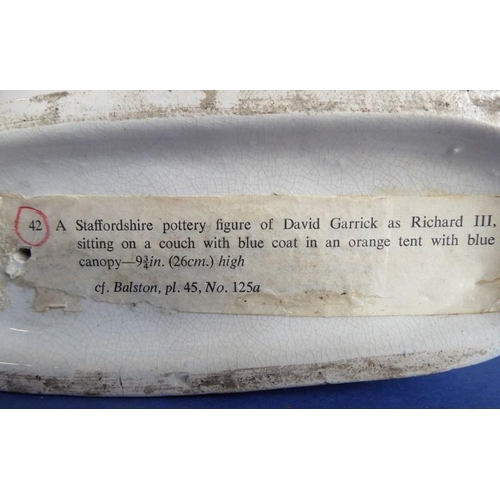 42 A Staffordshire pottery figure of David Garrick as Richard III,
sitting on a couch with blue coat in an orange tent with blue
canopy—9¾in. (26cm.) high
cf. Balston, pl. 45, No. 125a